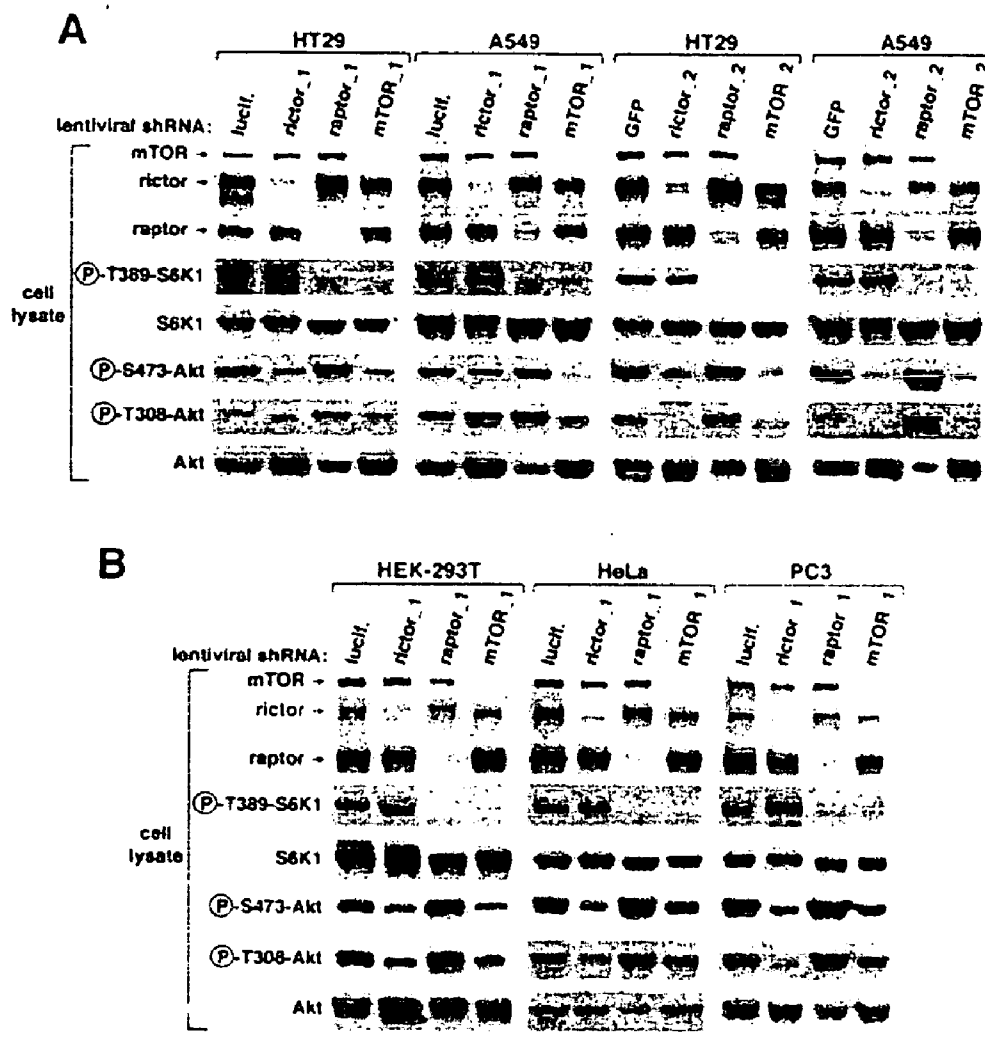 A
HT29 A549 HT29 A549
lentiviral shRNA: lucif. rictor_1 raptor_1 mTOR_1 lucif. rictor_1 raptor_1 mTOR_1 GFP rictor_2 raptor_2 mTOR_2 GFP rictor_2 raptor_2 mTOR_2
mTOR
rictor
raptor
P-T389-S6K1
cell lysate
S6K1
P-S473-Akt
P-T308-Akt
Akt
B
HEK-293T HeLa PC3
lentiviral shRNA: lucif. rictor_1 raptor_1 mTOR_1 lucif. rictor_1 raptor_1 mTOR_1 lucif. rictor_1 raptor_1 mTOR_1
mTOR
rictor
raptor
P-T389-S6K1
cell lysate
S6K1
P-S473-Akt
P-T308-Akt
Akt